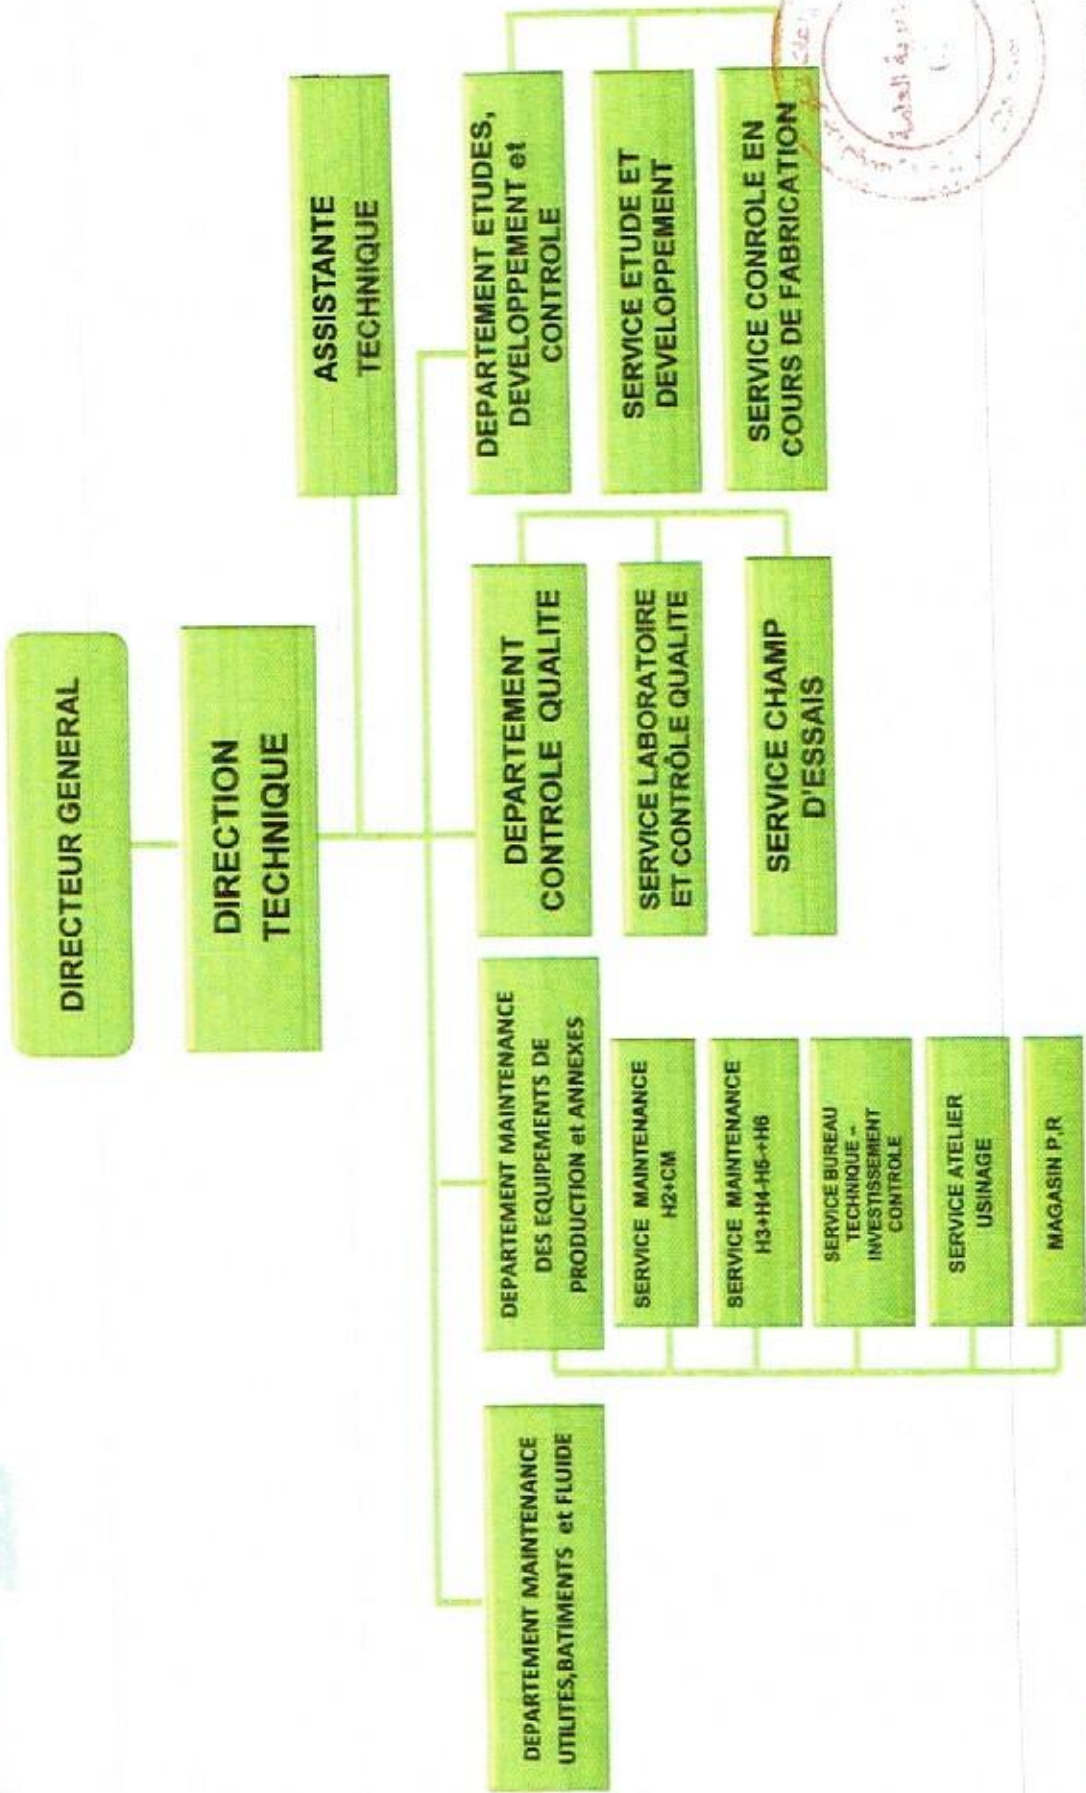 DIRECTEUR GENERAL
DIRECTION
TECHNIQUE
ASSISTANTE
TECHNIQUE
DEPARTEMENT MAINTENANCE
UTILITES,BATIMENTS et FLUIDE
DEPARTEMENT MAINTENANCE
DES EQUIPEMENTS DE
PRODUCTION et ANNEXES
SERVICE MAINTENANCE
H2+CM
SERVICE MAINTENANCE
H3+H4-H5-+H6
SERVICE BUREAU
TECHNIQUE –
INVESTISSEMENT
CONTROLE
SERVICE ATELIER
USINAGE
MAGASIN P,R
DEPARTEMENT
CONTROLE QUALITE
SERVICE LABORATOIRE
ET CONTRÔLE QUALITE
SERVICE CHAMP
D'ESSAIS
DEPARTEMENT ETUDES,
DEVELOPPEMENT et
CONTROLE
SERVICE ETUDE ET
DEVELOPPEMENT
SERVICE CONROLE EN
COURS DE FABRICATION
العامة